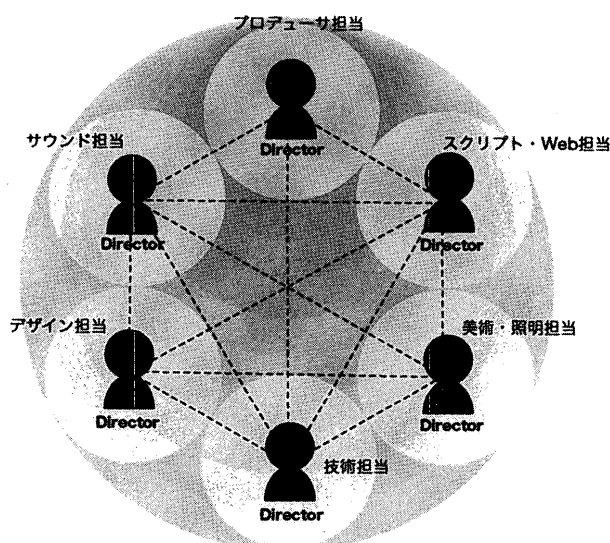 プロデューサ担当
Director
サウンド担当
Director
スクリプト・Web担当
Director
デザイン担当
Director
美術・照明担当
Director
技術担当
Director